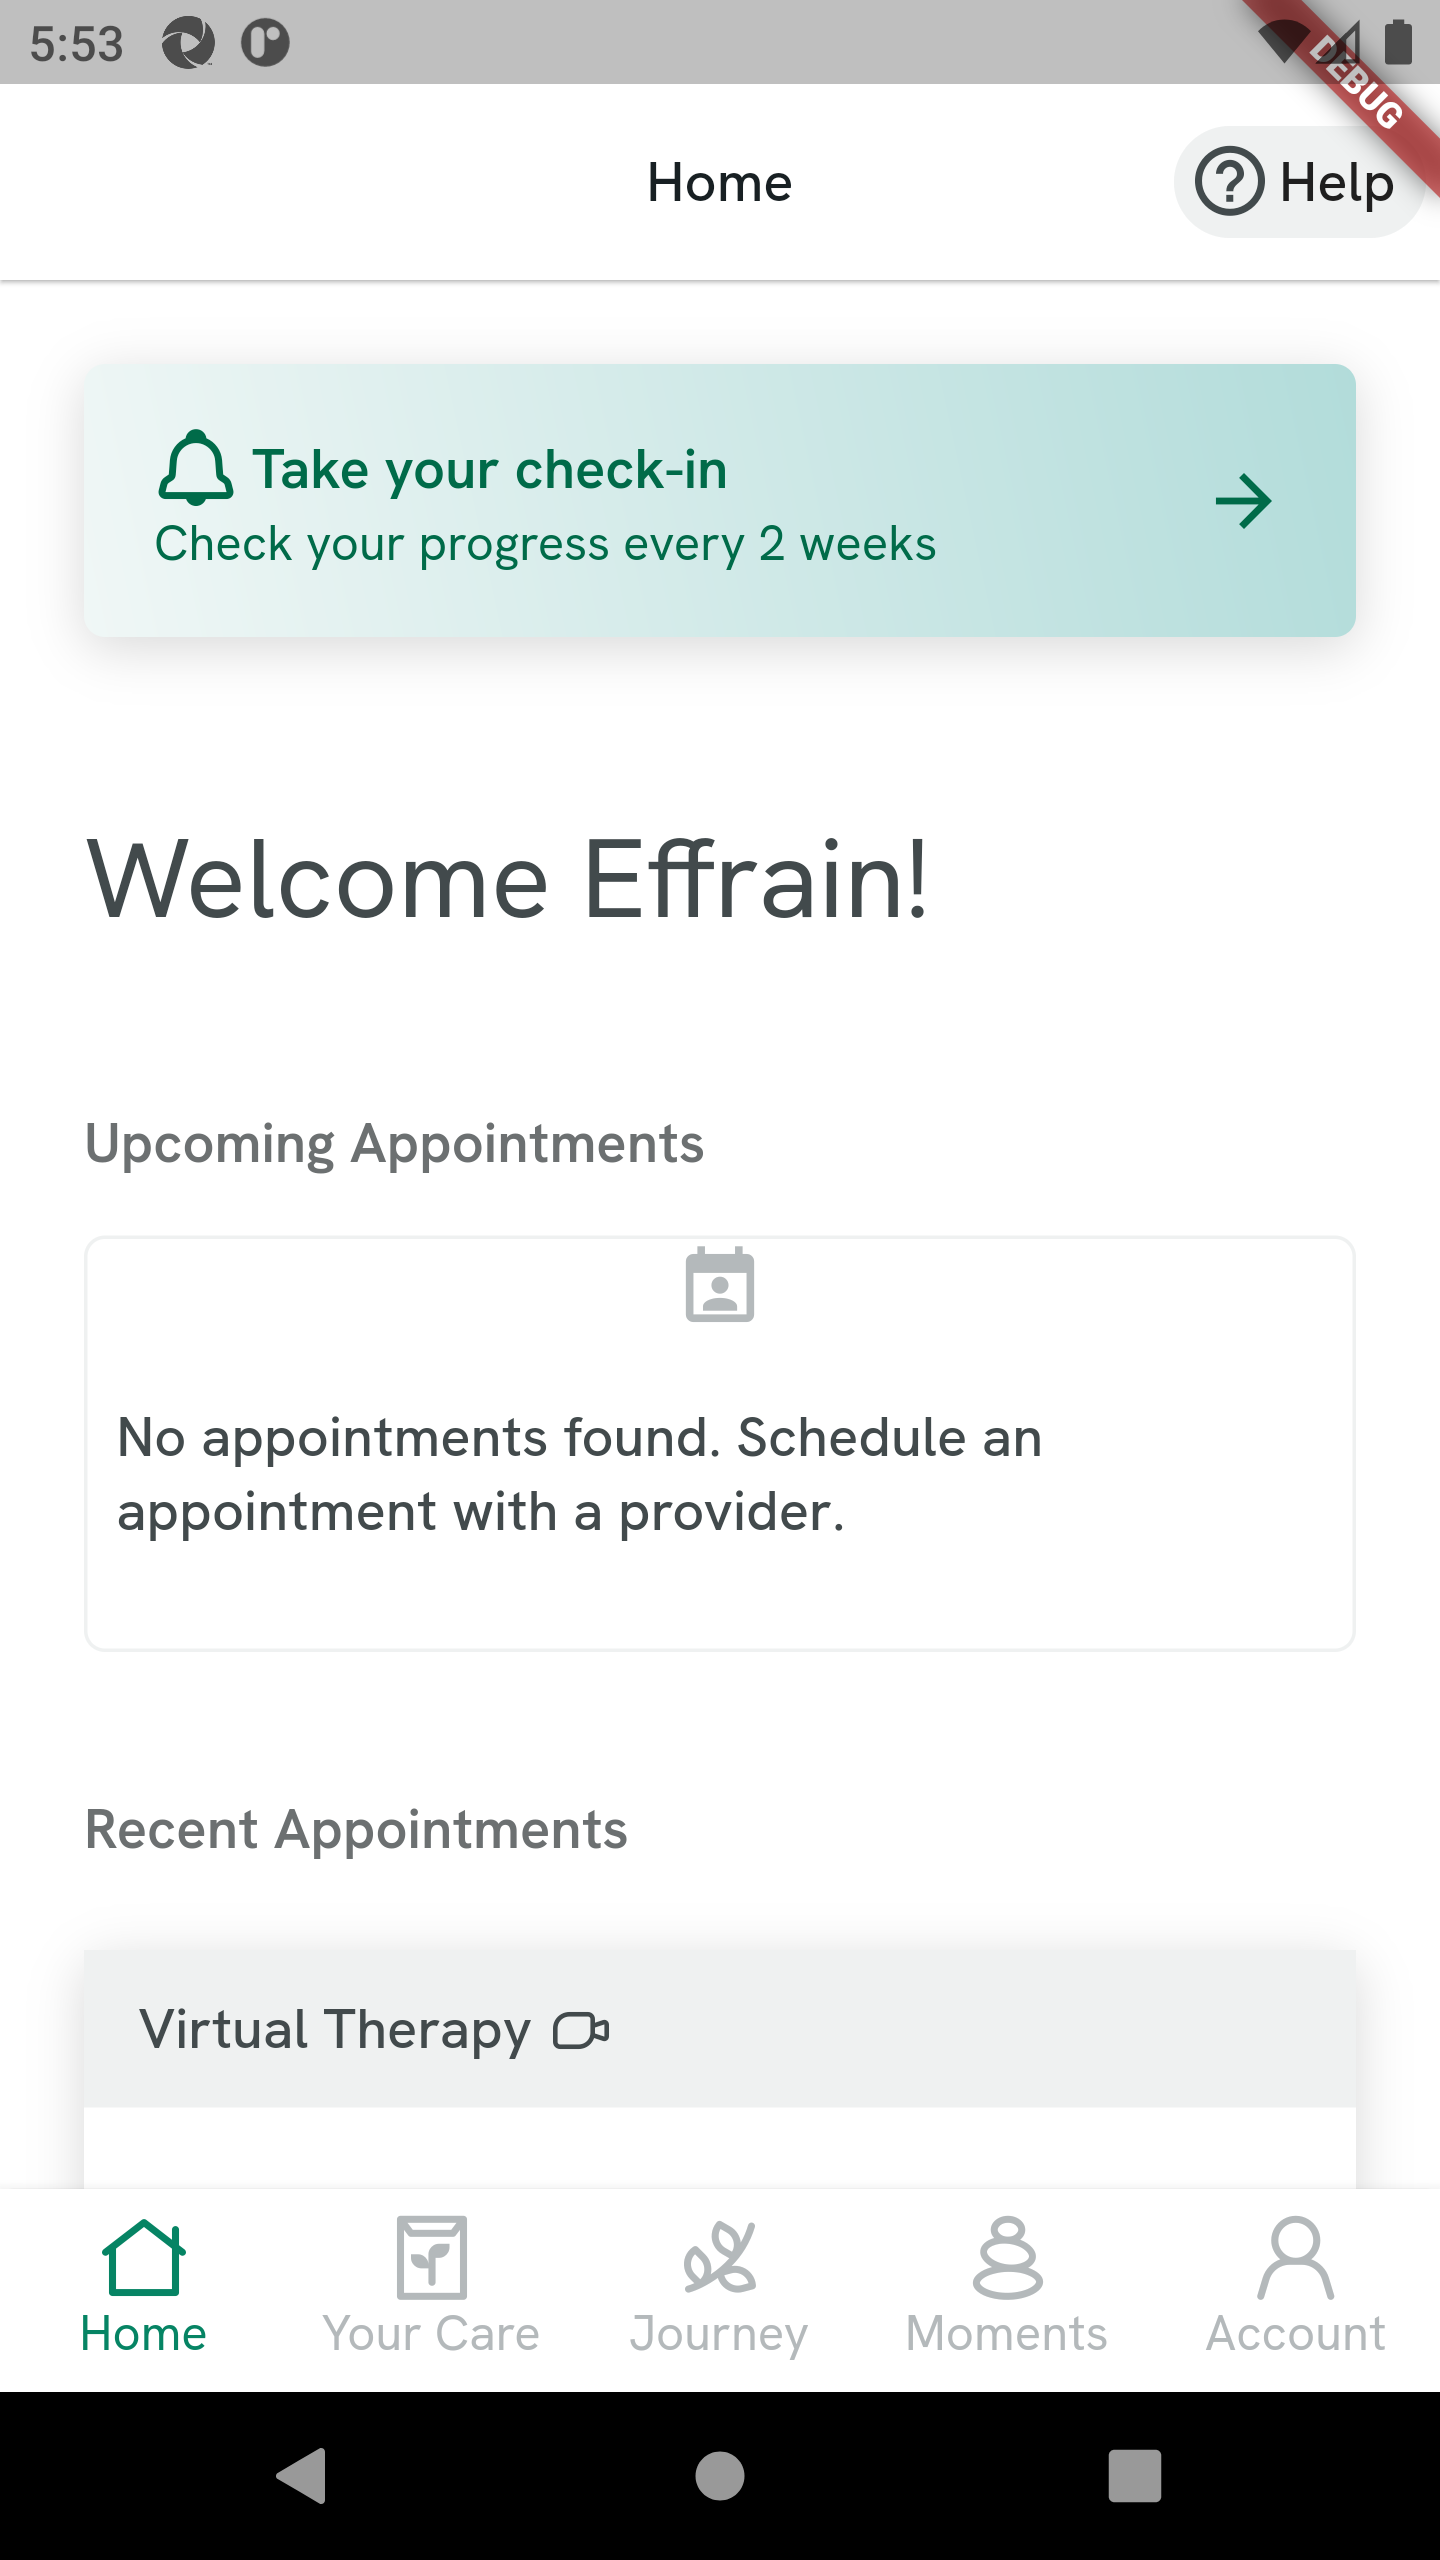 5:53
DEBUG
Home
Help
Take your check-in
Check your progress every 2 weeks
Welcome Effrain!
Upcoming Appointments
No appointments found. Schedule an
appointment with a provider.
Recent Appointments
Virtual Therapy
Home
Your Care
Journey
Moments
Account